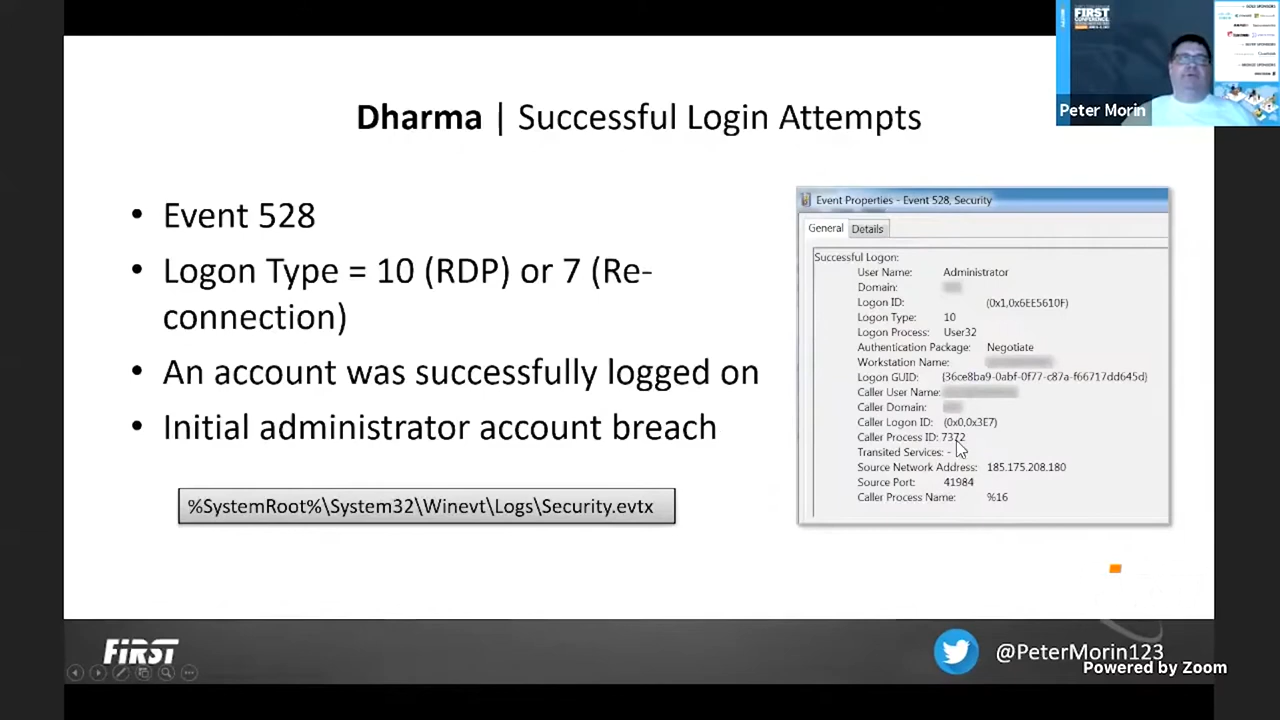 FIRST
CONFERENCE
Peter Morin
Dharma | Successful Login Attempts
• Event 528
• Logon Type = 10 (RDP) or 7 (Re-
connection)
• An account was successfully logged on
• Initial administrator account breach
%SystemRoot%\System32\Winevt\Logs\Security.evtx
Event Properties - Event 528, Security
General Details
Successful Logon:
User Name: Administrator
Domain:
Logon ID: (0x1,0x6EE5610F)
Logon Type: 10
Logon Process: User32
Authentication Package: Negotiate
Workstation Name:
Logon GUID: {36ce8ba9-0abf-0f77-c87a-f66717dd645d}
Caller User Name:
Caller Domain:
Caller Logon ID: (0x0,0x3E7)
Caller Process ID: 7372
Transited Services: -
Source Network Address: 185.175.208.180
Source Port: 41984
Caller Process Name: %16
FIRST
@PeterMorin123
Powered by Zoom